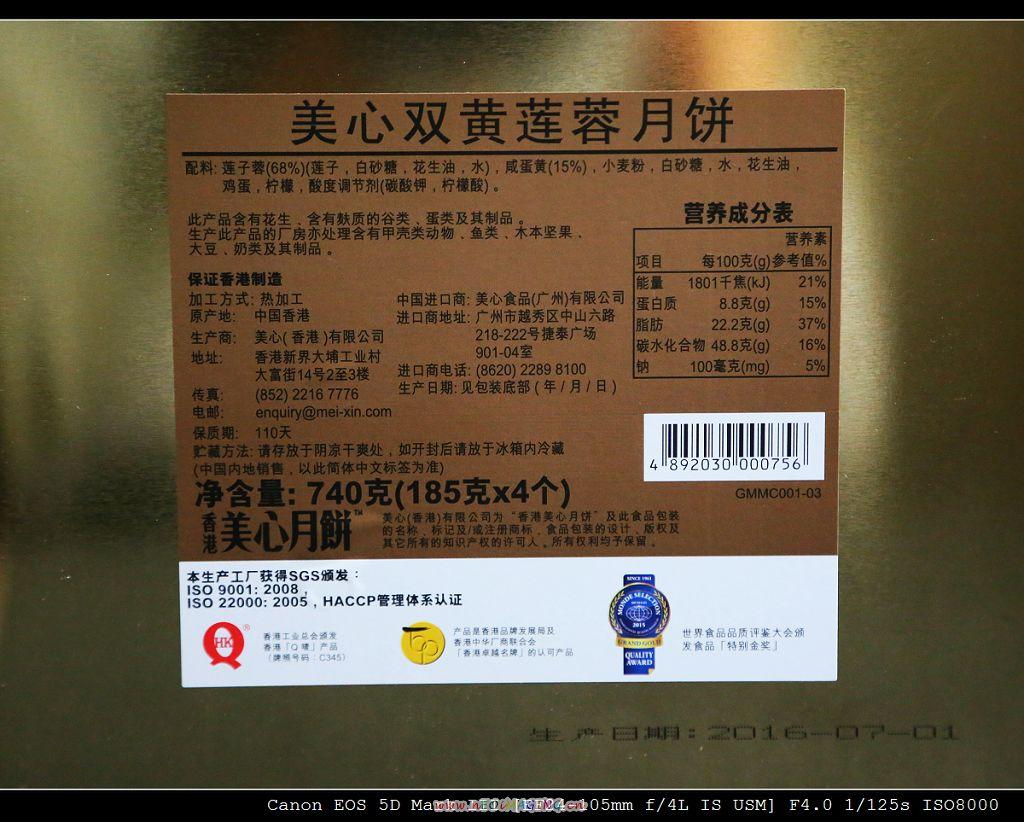 美心双黄莲蓉月饼
配料: 莲子蓉(68%)(莲子，白砂糖，花生油，水)，咸蛋黄(15%)，小麦粉，白砂糖，水，花生油，
鸡蛋，柠檬，酸度调节剂(碳酸钾，柠檬酸)。
此产品含有花生﹑含有麸质的谷类﹑蛋类及其制品。
生产此产品的厂房亦处理含有甲壳类动物﹑鱼类﹑木本坚果﹑
大豆﹑奶类及其制品。
营养成分表
营养素
项目 每100克(g) 参考值%
能量 1801千焦(kJ) 21%
蛋白质 8.8克(g) 15%
脂肪 22.2克(g) 37%
碳水化合物 48.8克(g) 16%
钠 100毫克(mg) 5%
保证香港制造
加工方式: 热加工
原产地: 中国香港
生产商: 美心(香港)有限公司
地址: 香港新界大埔工业村
大富街14号2至3楼
传真: (852) 2216 7776
电邮: enquiry@mei-xin.com
保质期: 110天
中国进口商: 美心食品(广州)有限公司
进口商地址: 广州市越秀区中山六路
218-222号捷泰广场
901-04室
进口商电话: (8620) 2289 8100
生产日期: 见包装底部(年/月/日)
贮藏方法: 请存放于阴凉干爽处，如开封后请放于冰箱内冷藏
(中国内地销售，以此简体中文标签为准)
净含量: 740克(185克x4个)
4 892030 000756
GMMC001-03
香港美心月餅™
美心(香港)有限公司为“香港美心月饼”及此食品包装
的名称﹑标记及/或注册商标﹑食品包装的设计﹑版权及
其它所有的知识产权的许可人。所有权利均予保留。
本生产工厂获得SGS颁发：
ISO 9001: 2008，
ISO 22000: 2005，HACCP管理体系认证
HK
®
香港工业总会颁发
香港「Q 嘜」产品
(牌照号码：C345)
产品是香港品牌发展局及
香港中华厂商联合会
「香港卓越名牌」的认可产品
SINCE 1961
MONDE SELECTION
2015
GRAND GOLD
QUALITY
AWARD
世界食品品质评鉴大会颁
发食品「特别金奖」
生产日期:2016-07-01